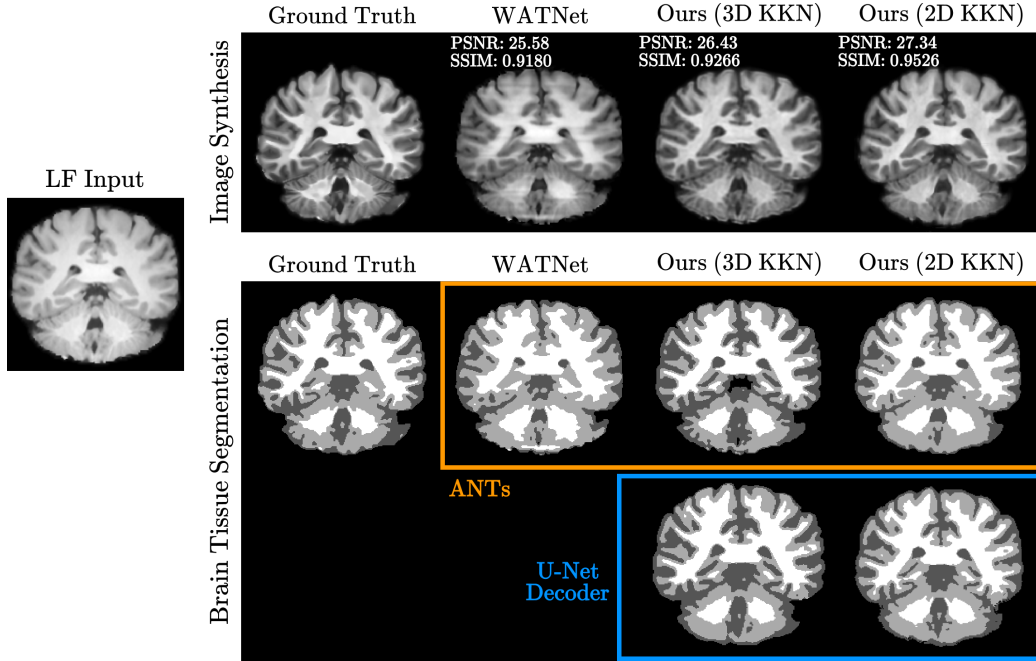 Ground Truth
WATNet
Ours (3D KKN)
Ours (2D KKN)
Image Synthesis
PSNR: 25.58
SSIM: 0.9180
PSNR: 26.43
SSIM: 0.9266
PSNR: 27.34
SSIM: 0.9526
LF Input
Ground Truth
WATNet
Ours (3D KKN)
Ours (2D KKN)
Brain Tissue Segmentation
ANTs
U-Net
Decoder